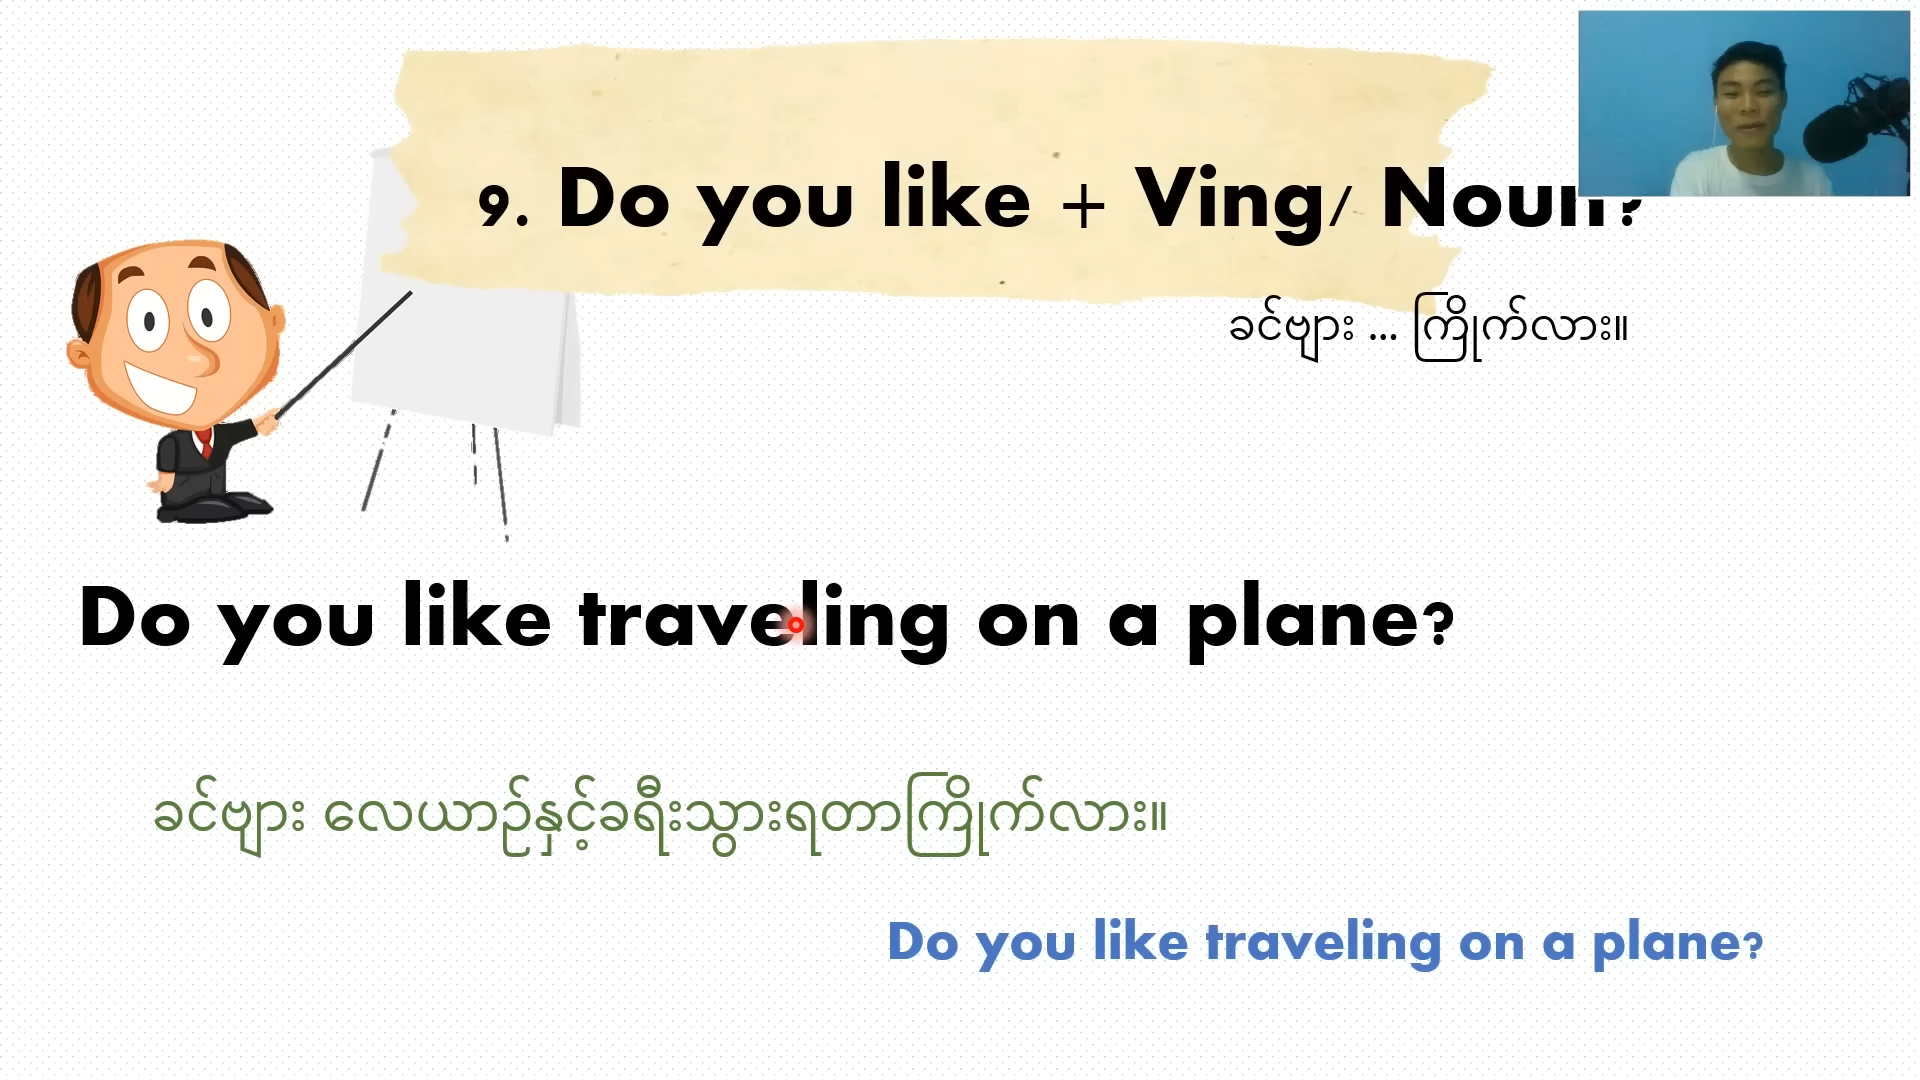 9. Do you like + Ving/ Noun?
ခင်ဗျား ... ကြိုက်လား။
Do you like traveling on a plane?
ခင်ဗျား လေယာဉ်နှင့်ခရီးသွားရတာကြိုက်လား။
Do you like traveling on a plane?